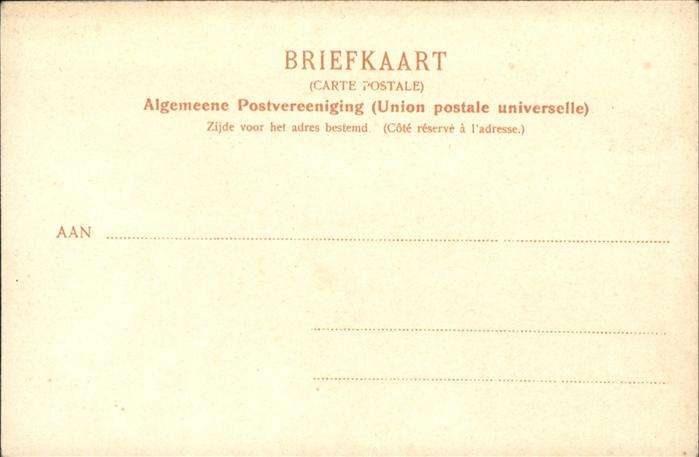 BRIEFKAART
(CARTE POSTALE)
Algemeene Postvereeniging (Union postale universelle)
Zijde voor het adres bestemd. (Côté réservé à l'adresse.)
AAN